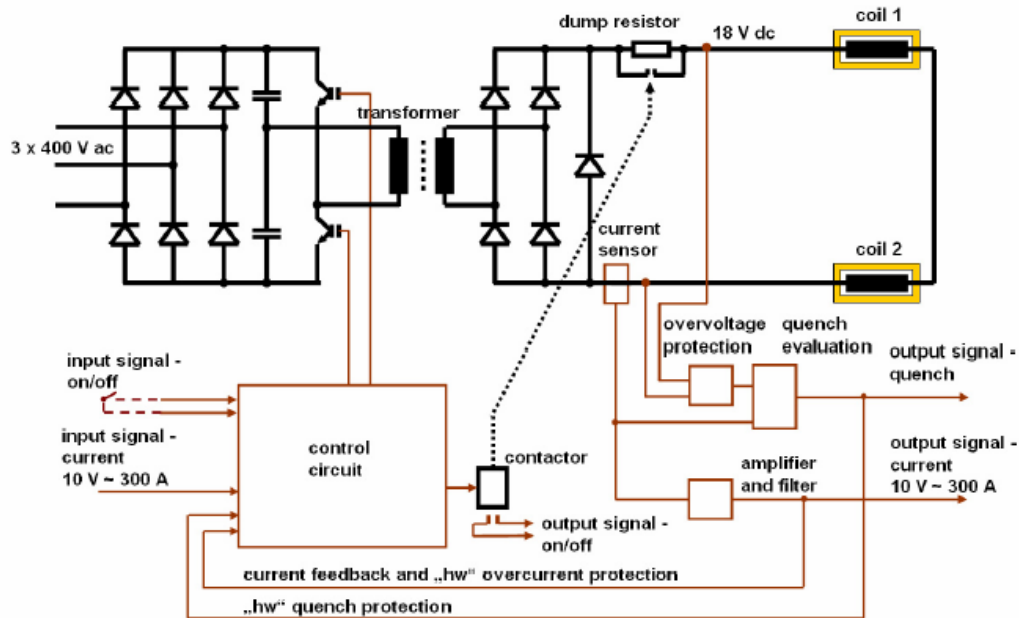 dump resistor
18 V dc
coil 1
transformer
3 x 400 V ac
current
sensor
coil 2
overvoltage
protection
quench
evaluation
output signal -
quench
input signal -
on/off
input signal -
current
10 V ~ 300 A
control
circuit
contactor
amplifier
and filter
output signal -
current
10 V ~ 300 A
output signal -
on/off
current feedback and „hw“ overcurrent protection
„hw“ quench protection